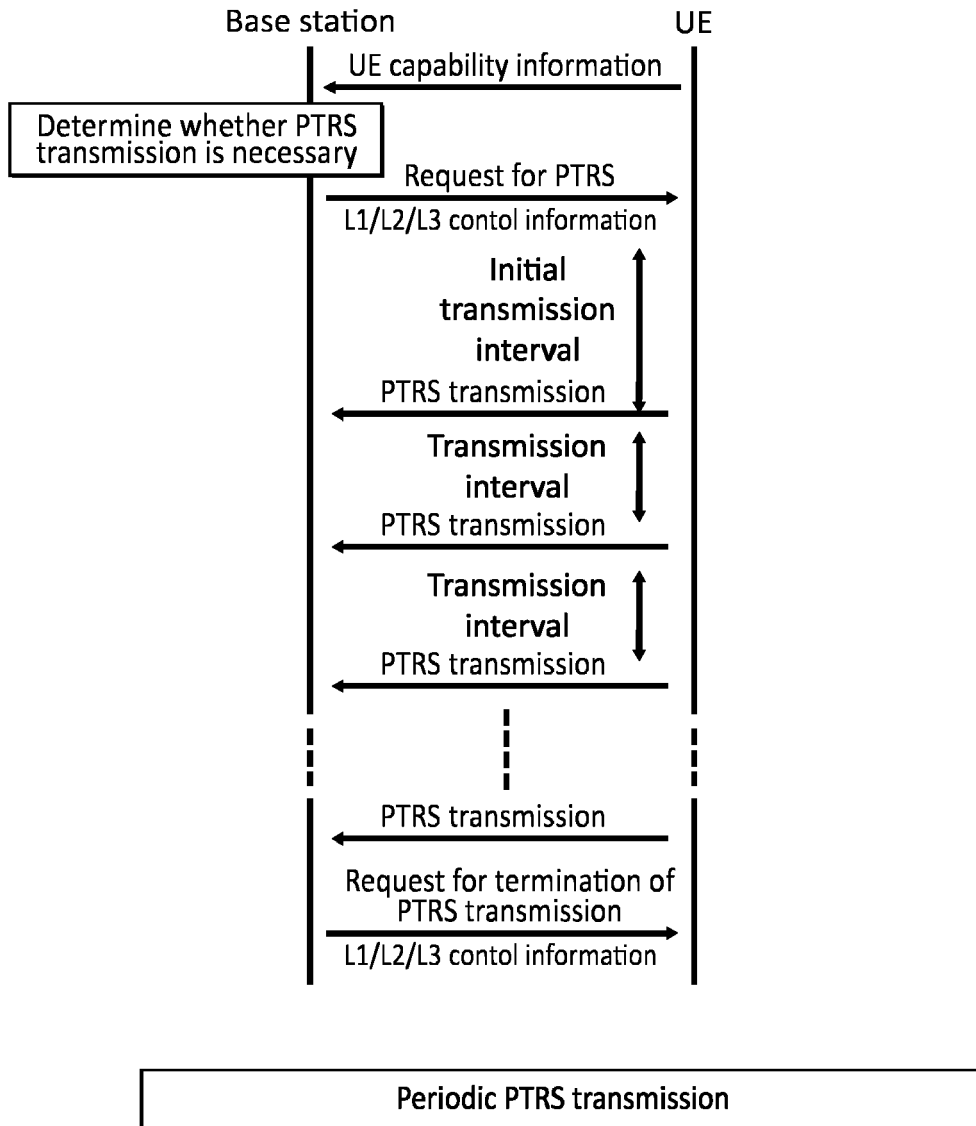 Base station
UE
UE capability information
Determine whether PTRS
transmission is necessary
Request for PTRS
L1/L2/L3 contol information
Initial
transmission
interval
PTRS transmission
Transmission
interval
PTRS transmission
Transmission
interval
PTRS transmission
PTRS transmission
Request for termination of
PTRS transmission
L1/L2/L3 contol information
Periodic PTRS transmission